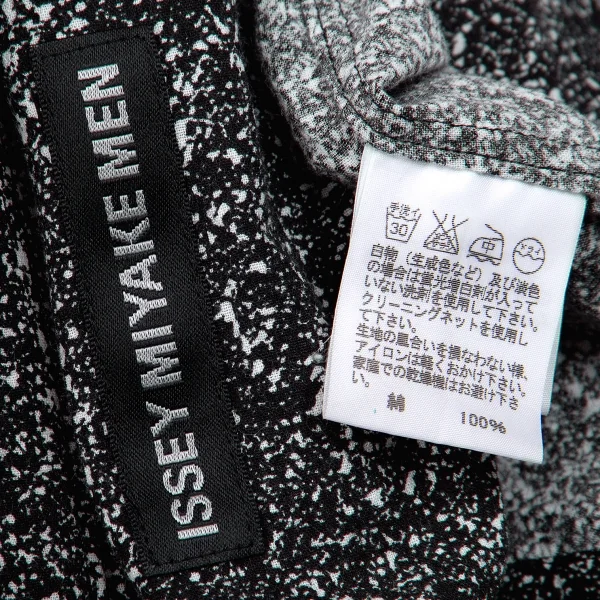 ISSEY MIYAKE MEN
手洗イ
30
中
白物(生成色など)及び淡色
の場合は蛍光増白剤が入って
いない洗剤を使用して下さい。
クリーニングネットを使用し
て下さい。
生地の風合いを損なわない様、
アイロンは軽くおかけ下さい。
家庭での乾燥機はお避け下さ
い。
綿 100%